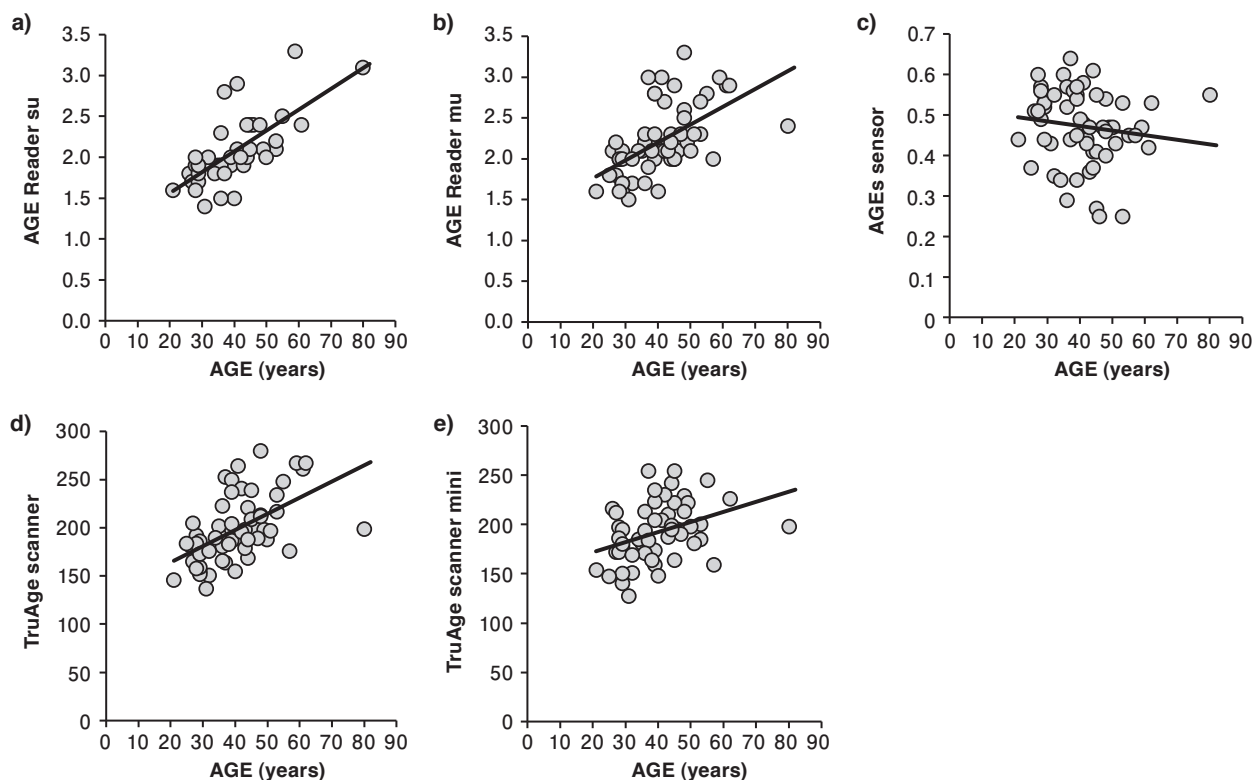 a)
AGE Reader su
3.5
3.0
2.5
2.0
1.5
1.0
0.5
0.0
0 10 20 30 40 50 60 70 80 90
AGE (years)
b)
AGE Reader mu
3.5
3.0
2.5
2.0
1.5
1.0
0.5
0.0
0 10 20 30 40 50 60 70 80 90
AGE (years)
c)
AGEs sensor
0.7
0.6
0.5
0.4
0.3
0.2
0.1
0
0 10 20 30 40 50 60 70 80 90
AGE (years)
d)
TruAge scanner
300
250
200
150
100
50
0
0 10 20 30 40 50 60 70 80 90
AGE (years)
e)
TruAge scanner mini
300
250
200
150
100
50
0
0 10 20 30 40 50 60 70 80 90
AGE (years)